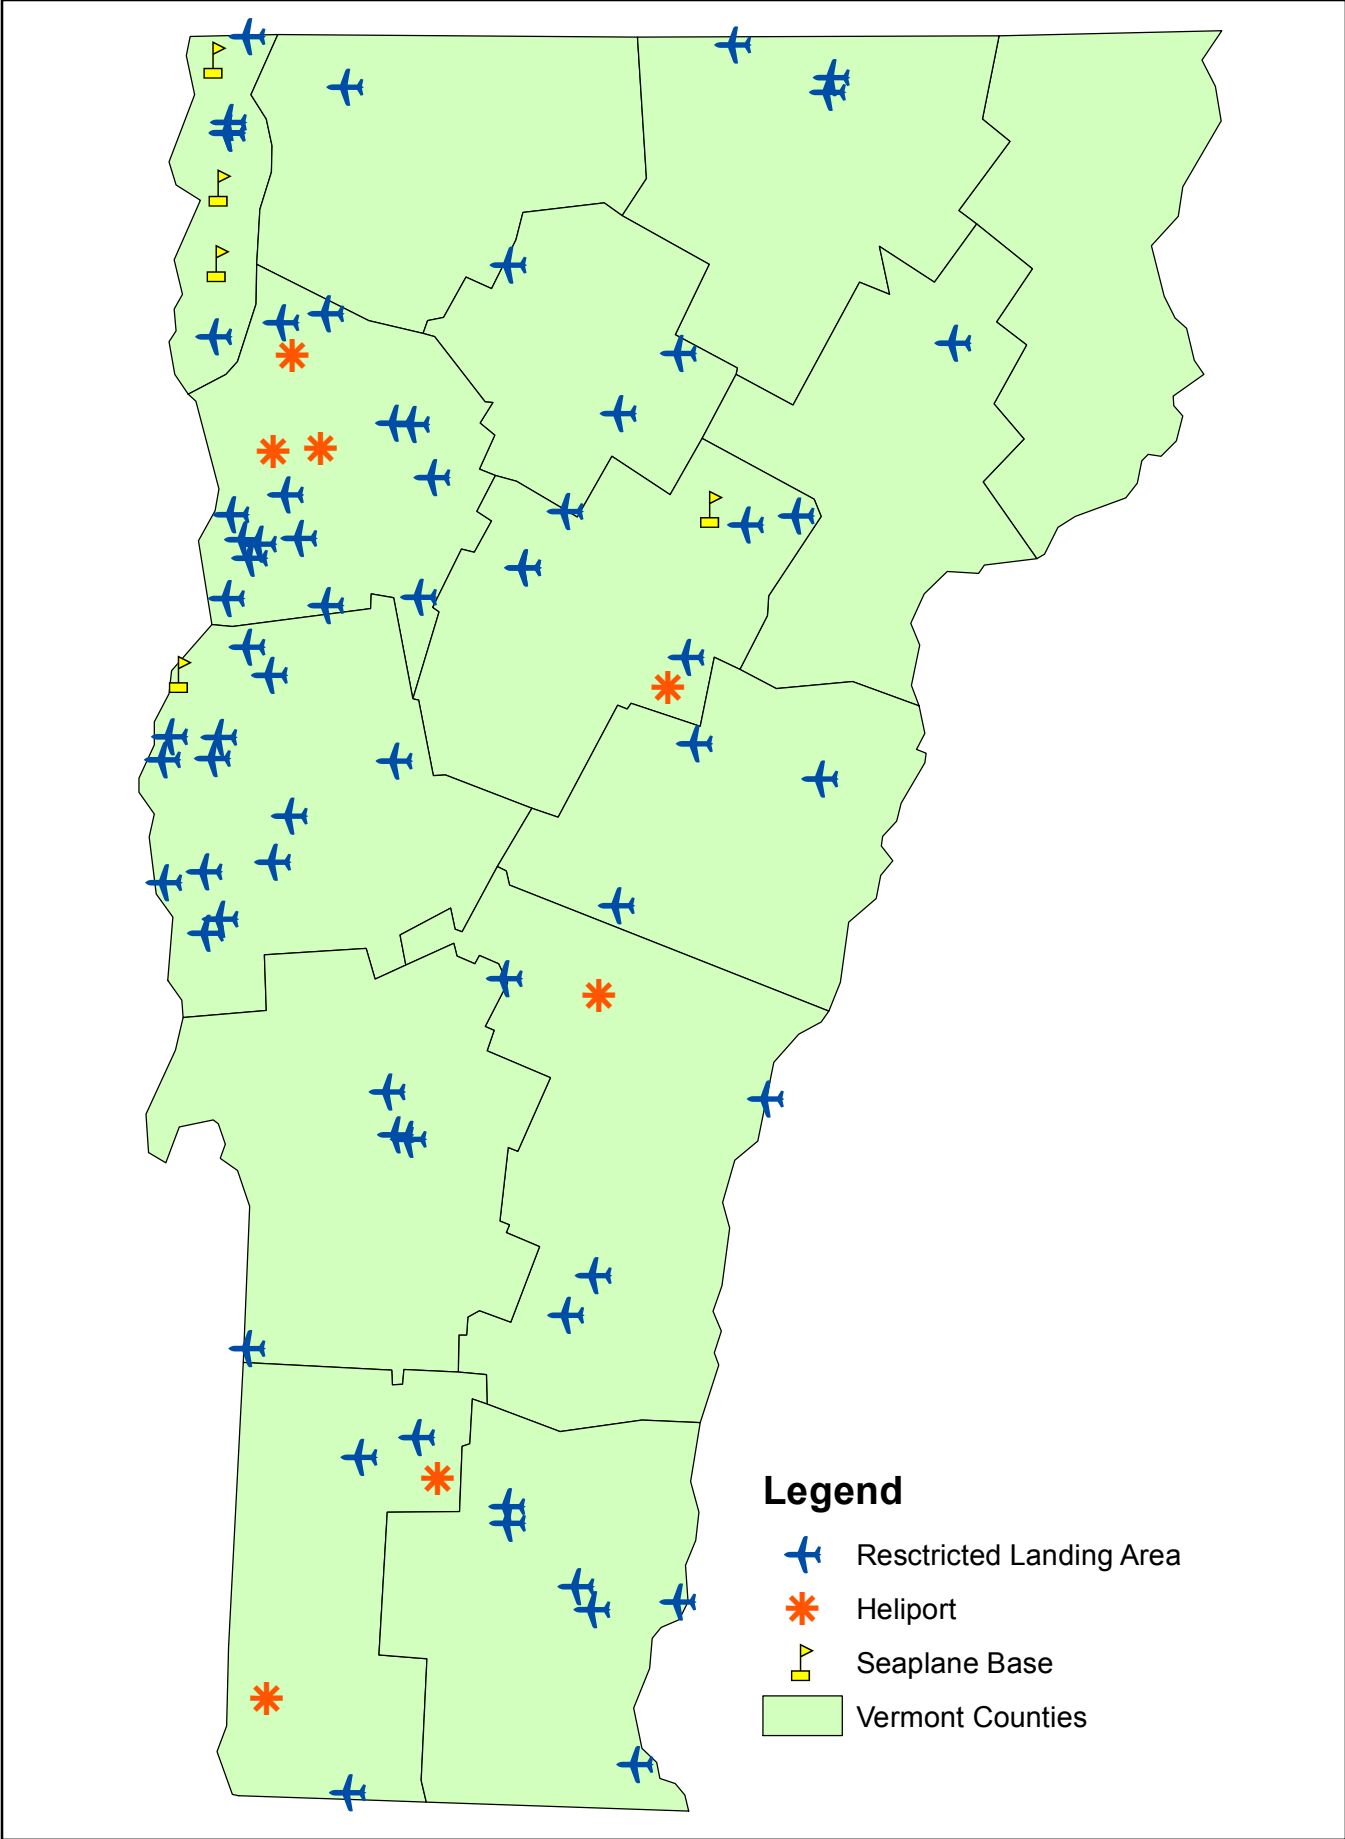 Legend
Resctricted Landing Area
Heliport
Seaplane Base
Vermont Counties